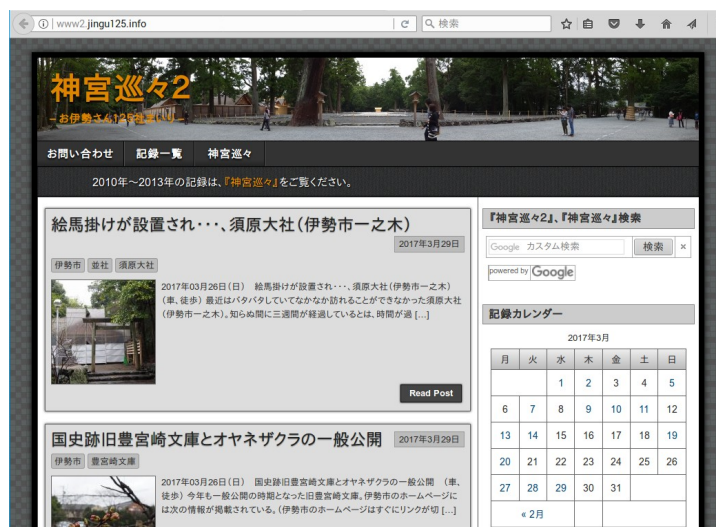 www2.jingu125.info
検索
神宮巡々2
- お伊勢さん125社まいり -
お問い合わせ 記録一覧 神宮巡々
2010年～2013年の記録は、『神宮巡々』をご覧ください。
絵馬掛けが設置され・・・、須原大社（伊勢市一之木）
2017年3月29日
伊勢市 並社 須原大社
2017年03月26日（日） 絵馬掛けが設置され・・・、須原大社（伊勢市一之木）
（車、徒歩） 最近はバタバタしていてなかなか訪れることができなかった須原大社
（伊勢市一之木）。知らぬ間に三週間が経過しているとは、時間が過 [...]
Read Post
国史跡旧豊宮崎文庫とオヤネザクラの一般公開
2017年3月29日
伊勢市 豊宮崎文庫
2017年03月26日（日） 国史跡旧豊宮崎文庫とオヤネザクラの一般公開 （車、
徒歩） 今年も一般公開の時期となった旧豊宮崎文庫。伊勢市のホームページに
は次の情報が掲載されている。（伊勢市のホームページはすぐにリンクが切 [...]
『神宮巡々2』、『神宮巡々』検索
Google カスタム検索 検索 ×
powered by Google
記録カレンダー
2017年3月
月 火 水 木 金 土 日
1 2 3 4 5
6 7 8 9 10 11 12
13 14 15 16 17 18 19
20 21 22 23 24 25 26
27 28 29 30 31
« 2月